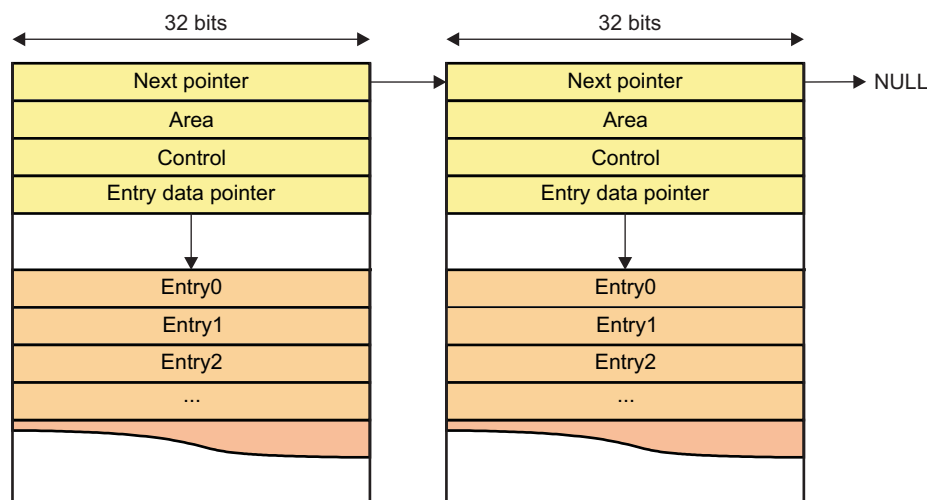 32 bits
32 bits
Next pointer
Next pointer
NULL
Area
Area
Control
Control
Entry data pointer
Entry data pointer
Entry0
Entry0
Entry1
Entry1
Entry2
Entry2
...
...